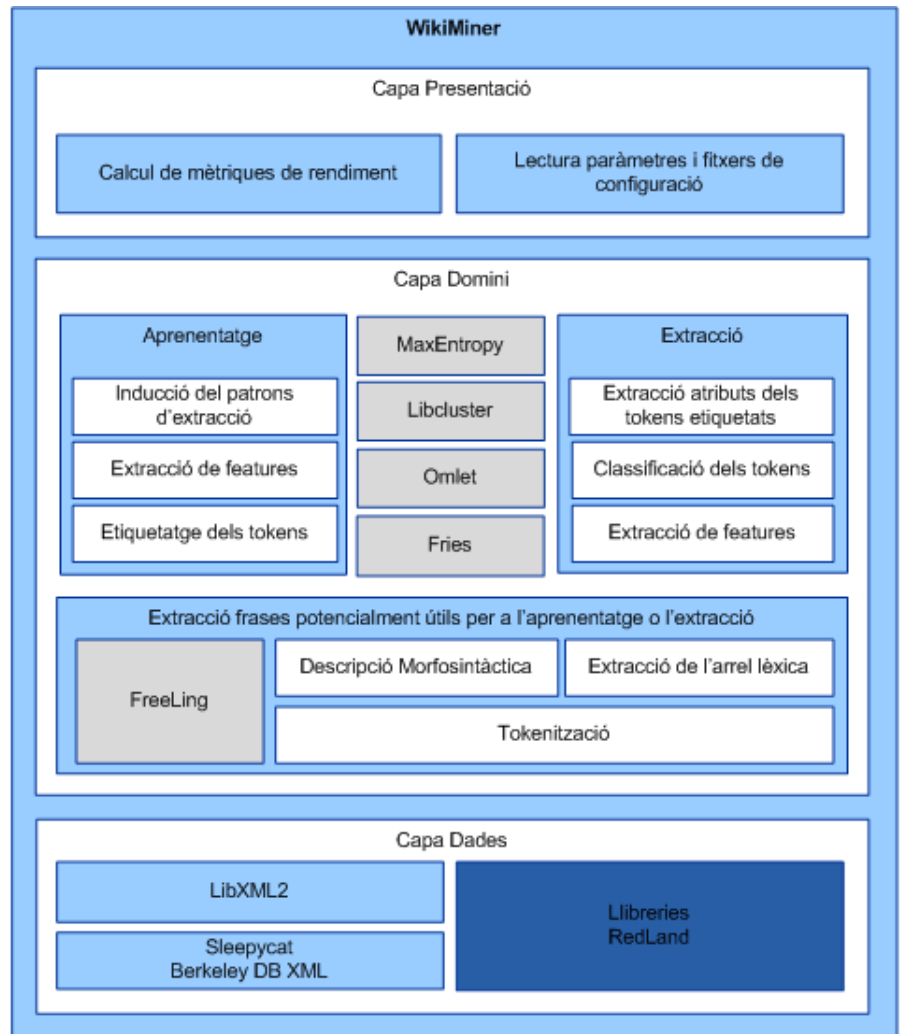 WikiMiner
Capa Presentació
Calcul de mètriques de rendiment
Lectura paràmetres i fitxers de
configuració
Capa Domini
Aprenentatge
Inducció del patrons
d'extracció
Extracció de features
Etiquetatge dels tokens
MaxEntropy
Libcluster
Omlet
Fries
Extracció
Extracció atributs dels
tokens etiquetats
Classificació dels tokens
Extracció de features
Extracció frases potencialment útils per a l'aprenentatge o l'extracció
FreeLing
Descripció Morfosintàctica
Extracció de l'arrel lèxica
Tokenització
Capa Dades
LibXML2
Sleepycat
Berkeley DB XML
Llibreries
RedLand